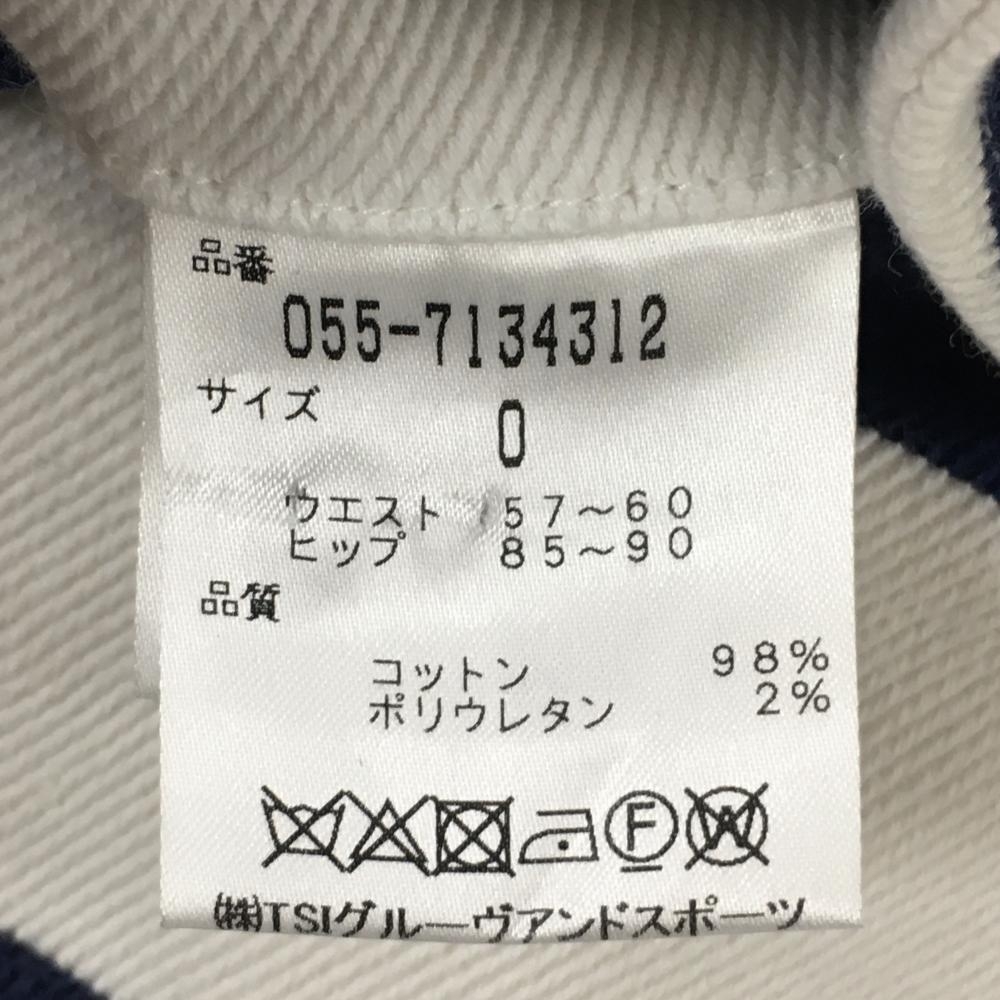 品番
055-7134312
サイズ
0
ウエスト 57～60
ヒップ 85～90
品質
コットン 98%
ポリウレタン 2%
F W
㈱TSIグルーヴアンドスポーツ